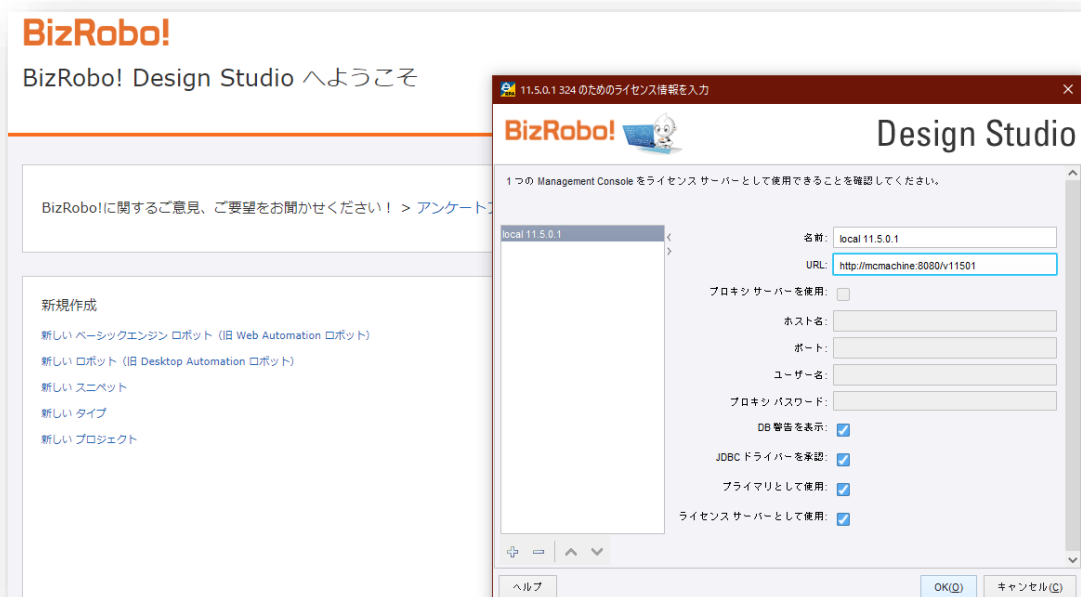 BizRobo!
BizRobo! Design Studio へようこそ
BizRobo!に関するご意見、ご要望をお聞かせください！ > アンケート
新規作成
新しい ベーシックエンジン ロボット（旧 Web Automation ロボット）
新しい ロボット（旧 Desktop Automation ロボット）
新しい スニペット
新しい タイプ
新しい プロジェクト
11.5.0.1 324 のためのライセンス情報を入力
BizRobo!
Design Studio
1 つの Management Console をライセンス サーバーとして使用できることを確認してください。
local 11.5.0.1
名前: local 11.5.0.1
URL: http://mcmachine:8080/v11501
プロキシ サーバーを使用:
ホスト名:
ポート:
ユーザー名:
プロキシ パスワード:
DB 警告を表示:
JDBC ドライバーを承認:
プライマリとして使用:
ライセンス サーバーとして使用:
ヘルプ
OK(O)
キャンセル(C)